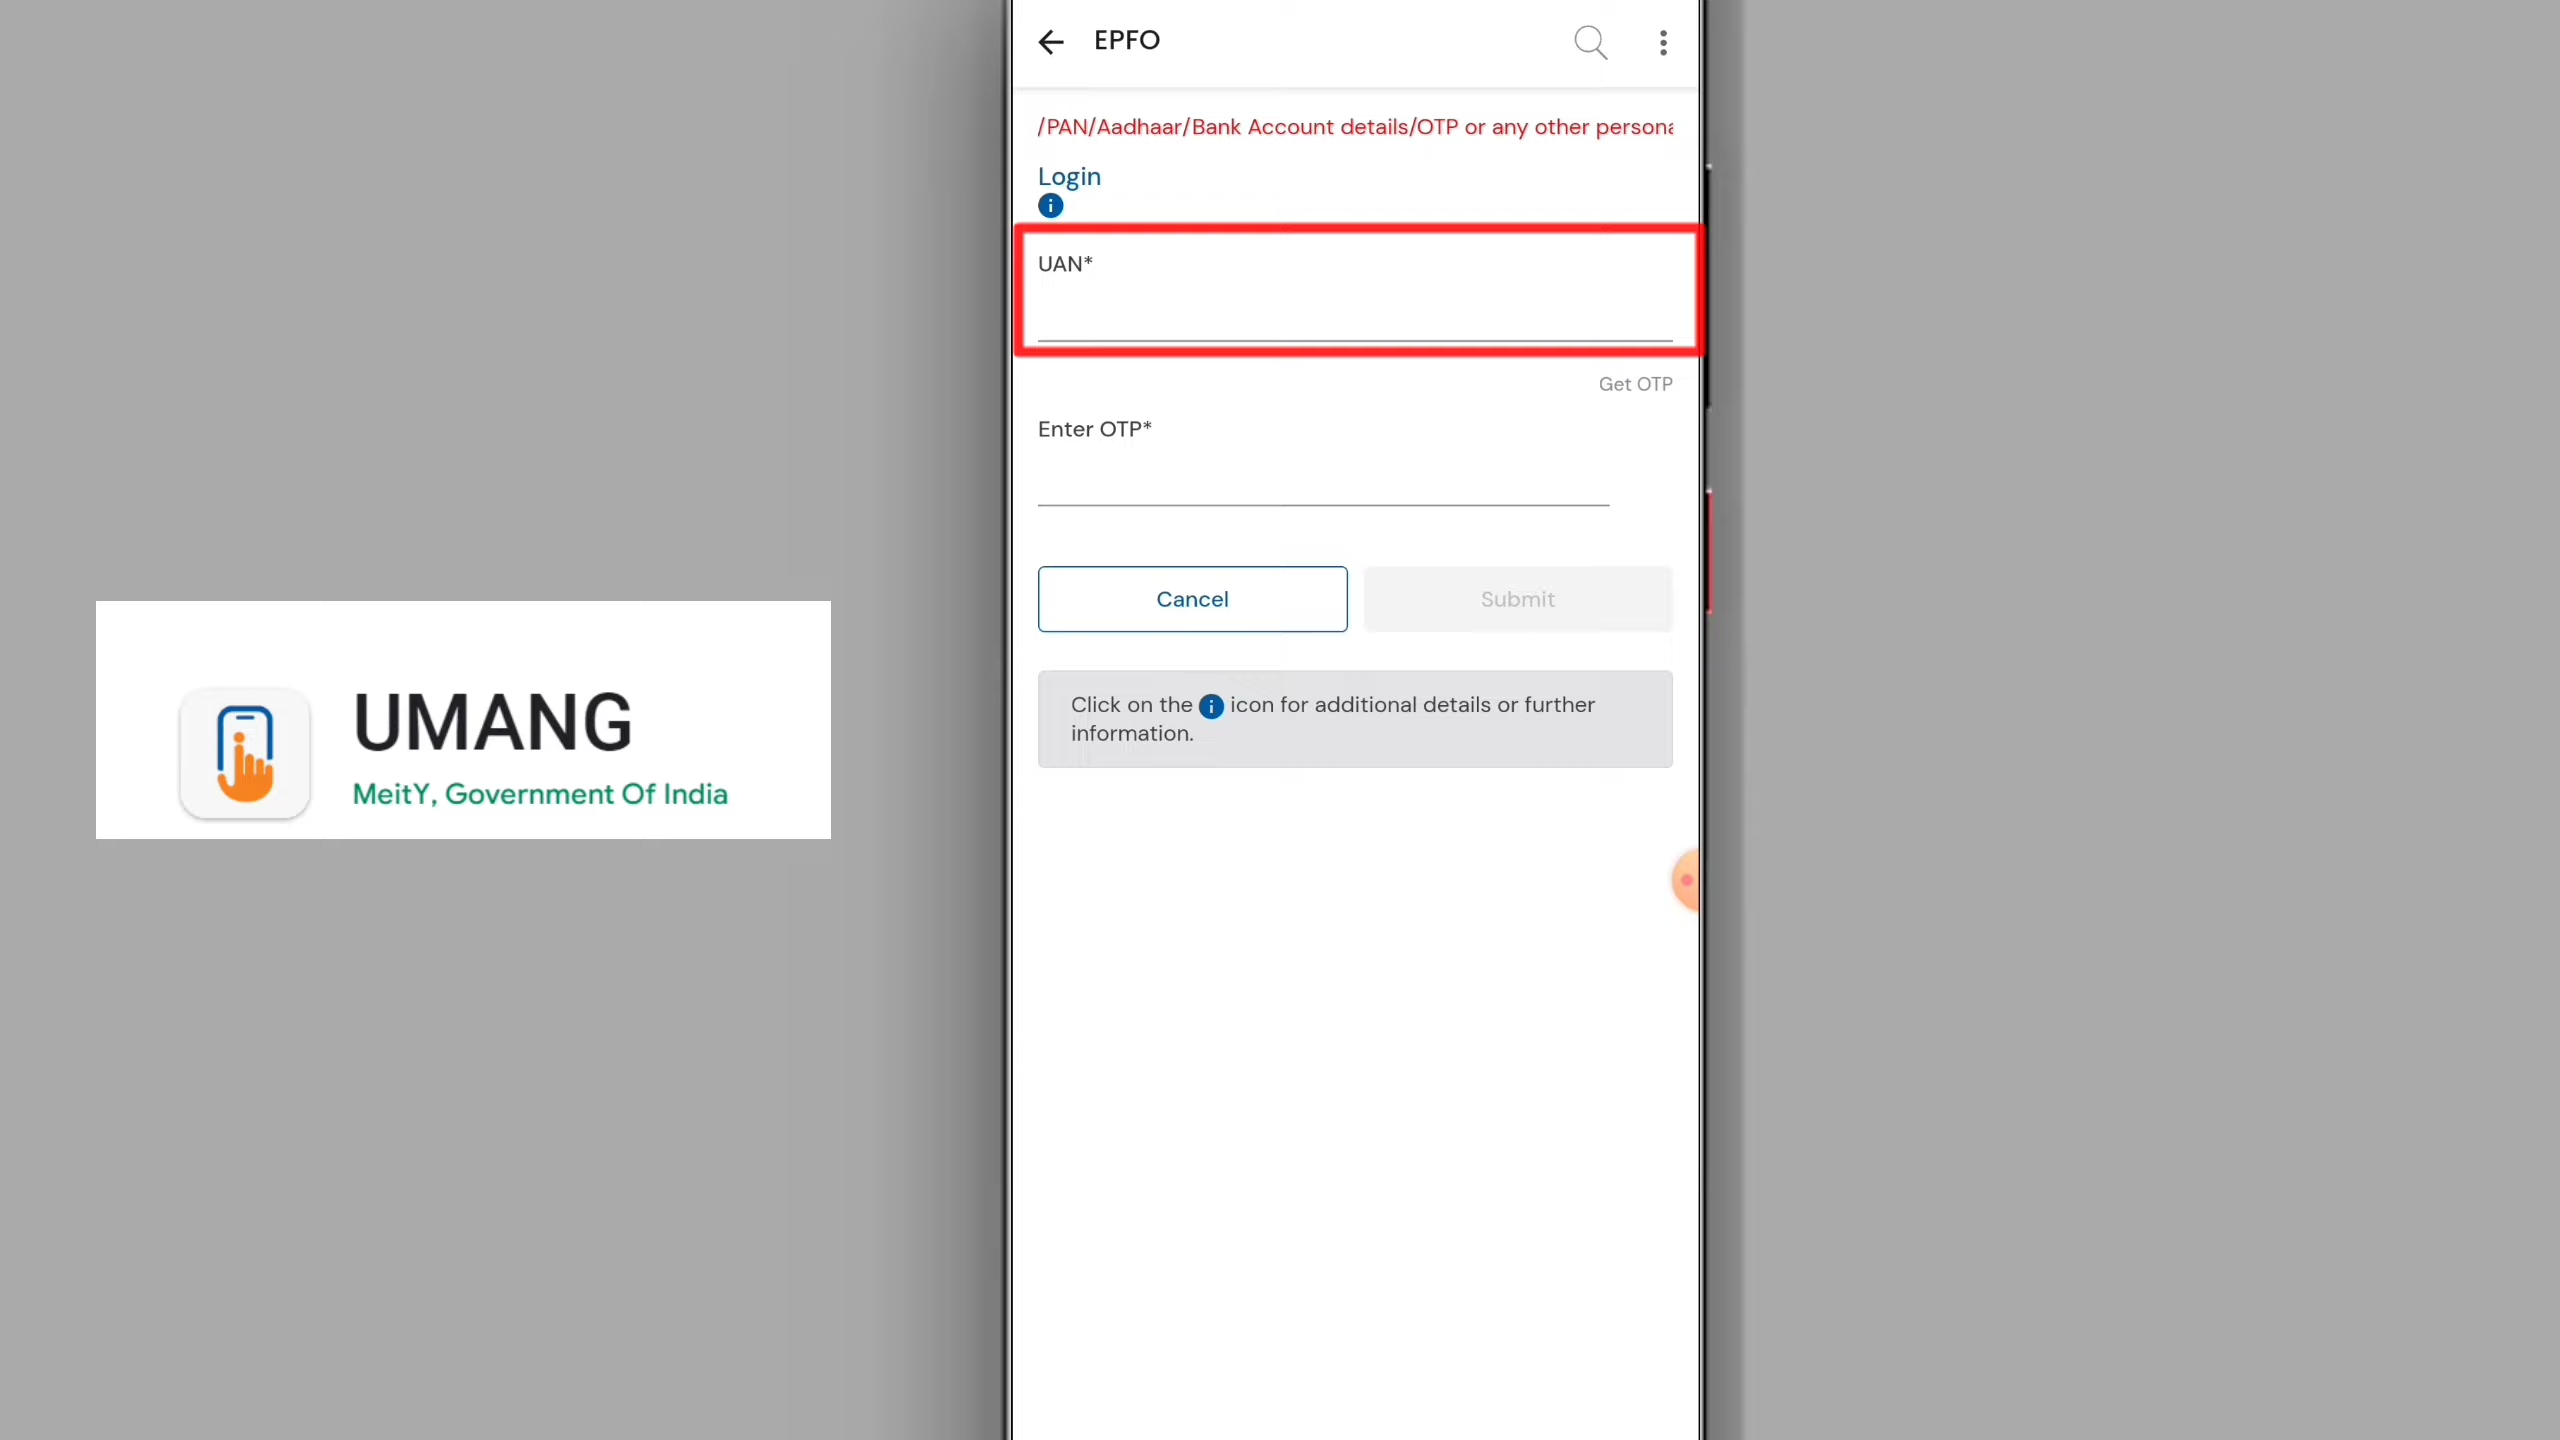 EPFO
/PAN/Aadhaar/Bank Account details/OTP or any other
Login
UAN*
Get OTP
Enter OTP*
Cancel
Submit
Click on the i icon for additional details or further
information.
UMANG
MeitY, Government Of India